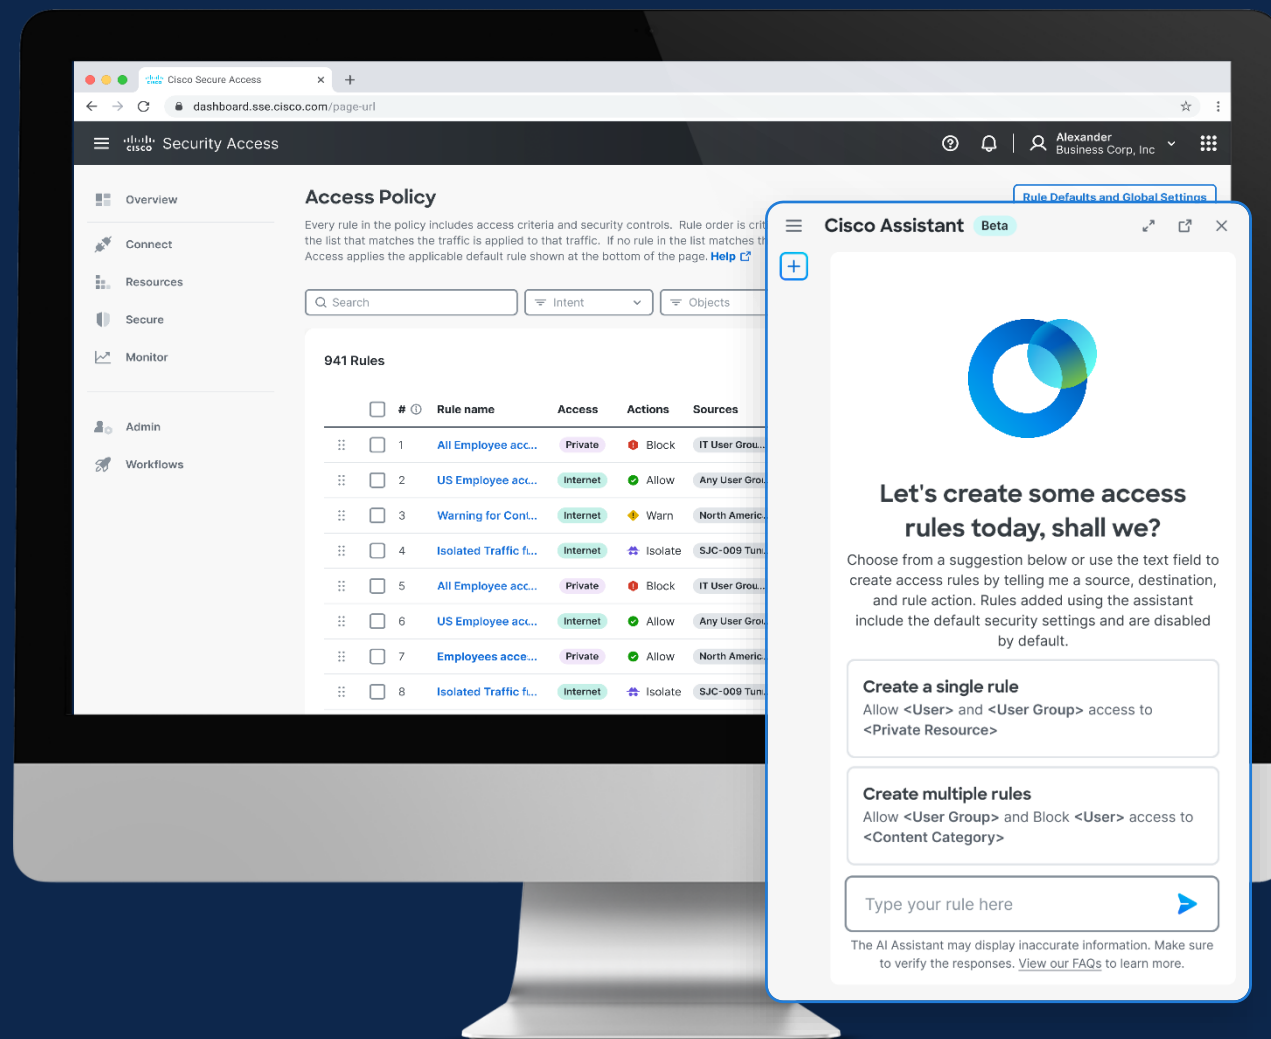 Cisco Secure Access
dashboard.sse.cisco.com/page-url
CISCO Security Access
Alexander
Business Corp, Inc
Overview
Connect
Resources
Secure
Monitor
Admin
Workflows
Access Policy
Rule Defaults and Global Settings
Every rule in the policy includes access criteria and security controls. Rule order is crit
the list that matches the traffic is applied to that traffic. If no rule in the list matches th
Access applies the applicable default rule shown at the bottom of the page. Help
Search
Intent
Objects
941 Rules
# Rule name Access Actions Sources
1 All Employee acc... Private Block IT User Grou...
2 US Employee acc... Internet Allow Any User Grou
3 Warning for Cont... Internet Warn North Americ.
4 Isolated Traffic f... Internet Isolate SJC-009 Tun
5 All Employee acc... Private Block IT User Grou...
6 US Employee acc... Internet Allow Any User Grou
7 Employees acce... Private Allow North Americ.
8 Isolated Traffic f... Internet Isolate SJC-009 Tun
Cisco Assistant Beta
Let's create some access
rules today, shall we?
Choose from a suggestion below or use the text field to
create access rules by telling me a source, destination,
and rule action. Rules added using the assistant
include the default security settings and are disabled
by default.
Create a single rule
Allow <User> and <User Group> access to
<Private Resource>
Create multiple rules
Allow <User Group> and Block <User> access to
<Content Category>
Type your rule here
The AI Assistant may display inaccurate information. Make sure
to verify the responses. View our FAQs to learn more.